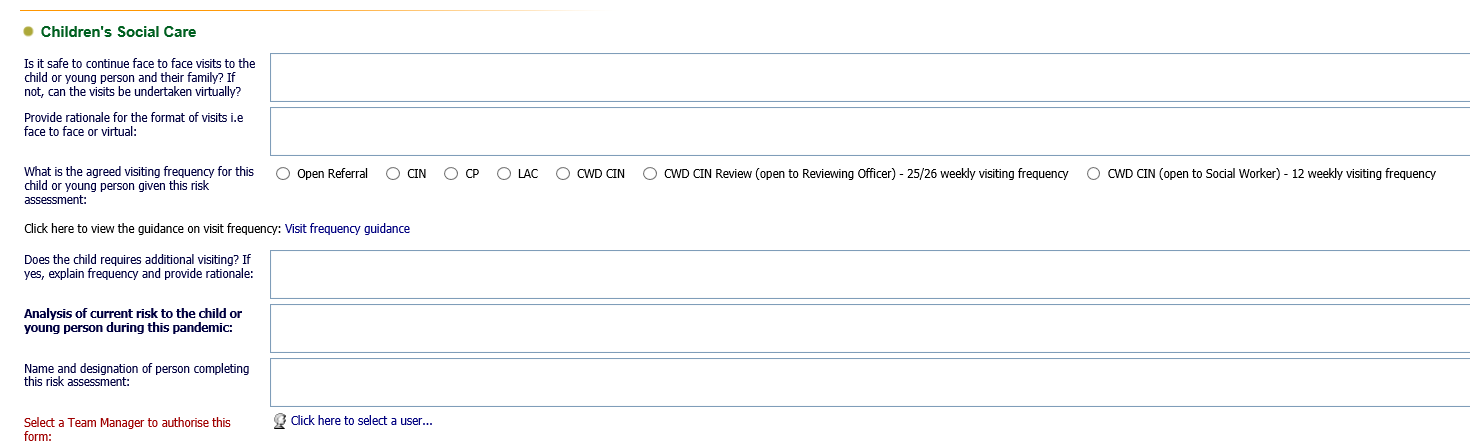 Children's Social Care
Is it safe to continue face to face visits to the
child or young person and their family? If
not, can the visits be undertaken virtually?
Provide rationale for the format of visits i.e
face to face or virtual:
What is the agreed visiting frequency for this
child or young person given this risk
assessment:
Open Referral CIN CP LAC CWD CIN CWD CIN Review (open to Reviewing Officer) - 25/26 weekly visiting frequency CWD CIN (open to Social Worker) - 12 weekly visiting frequency
Click here to view the guidance on visit frequency: Visit frequency guidance
Does the child requires additional visiting? If
yes, explain frequency and provide rationale:
Analysis of current risk to the child or
young person during this pandemic:
Name and designation of person completing
this risk assessment:
Select a Team Manager to authorise this
form:
Click here to select a user...